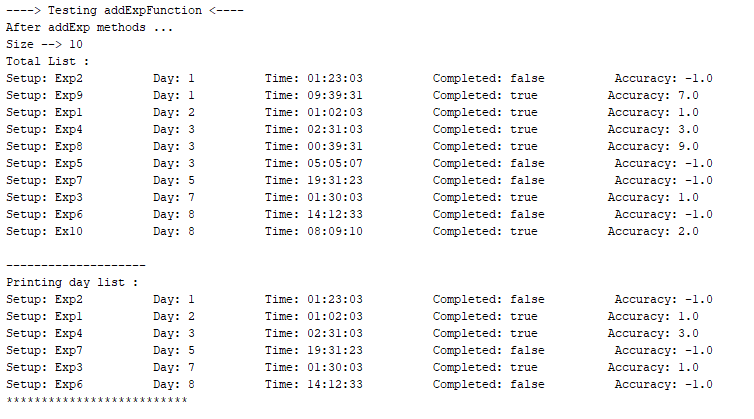 ----> Testing addExpFunction <----
After addExp methods ...
Size --> 10
Total List :
Setup: Exp2 Day: 1 Time: 01:23:03 Completed: false Accuracy: -1.0
Setup: Exp9 Day: 1 Time: 09:39:31 Completed: true Accuracy: 7.0
Setup: Exp1 Day: 2 Time: 01:02:03 Completed: true Accuracy: 1.0
Setup: Exp4 Day: 3 Time: 02:31:03 Completed: true Accuracy: 3.0
Setup: Exp8 Day: 3 Time: 00:39:31 Completed: true Accuracy: 9.0
Setup: Exp5 Day: 3 Time: 05:05:07 Completed: false Accuracy: -1.0
Setup: Exp7 Day: 5 Time: 19:31:23 Completed: false Accuracy: -1.0
Setup: Exp3 Day: 7 Time: 01:30:03 Completed: true Accuracy: 1.0
Setup: Exp6 Day: 8 Time: 14:12:33 Completed: false Accuracy: -1.0
Setup: Ex10 Day: 8 Time: 08:09:10 Completed: true Accuracy: 2.0
--------------------
Printing day list :
Setup: Exp2 Day: 1 Time: 01:23:03 Completed: false Accuracy: -1.0
Setup: Exp1 Day: 2 Time: 01:02:03 Completed: true Accuracy: 1.0
Setup: Exp4 Day: 3 Time: 02:31:03 Completed: true Accuracy: 3.0
Setup: Exp7 Day: 5 Time: 19:31:23 Completed: false Accuracy: -1.0
Setup: Exp3 Day: 7 Time: 01:30:03 Completed: true Accuracy: 1.0
Setup: Exp6 Day: 8 Time: 14:12:33 Completed: false Accuracy: -1.0
**************************